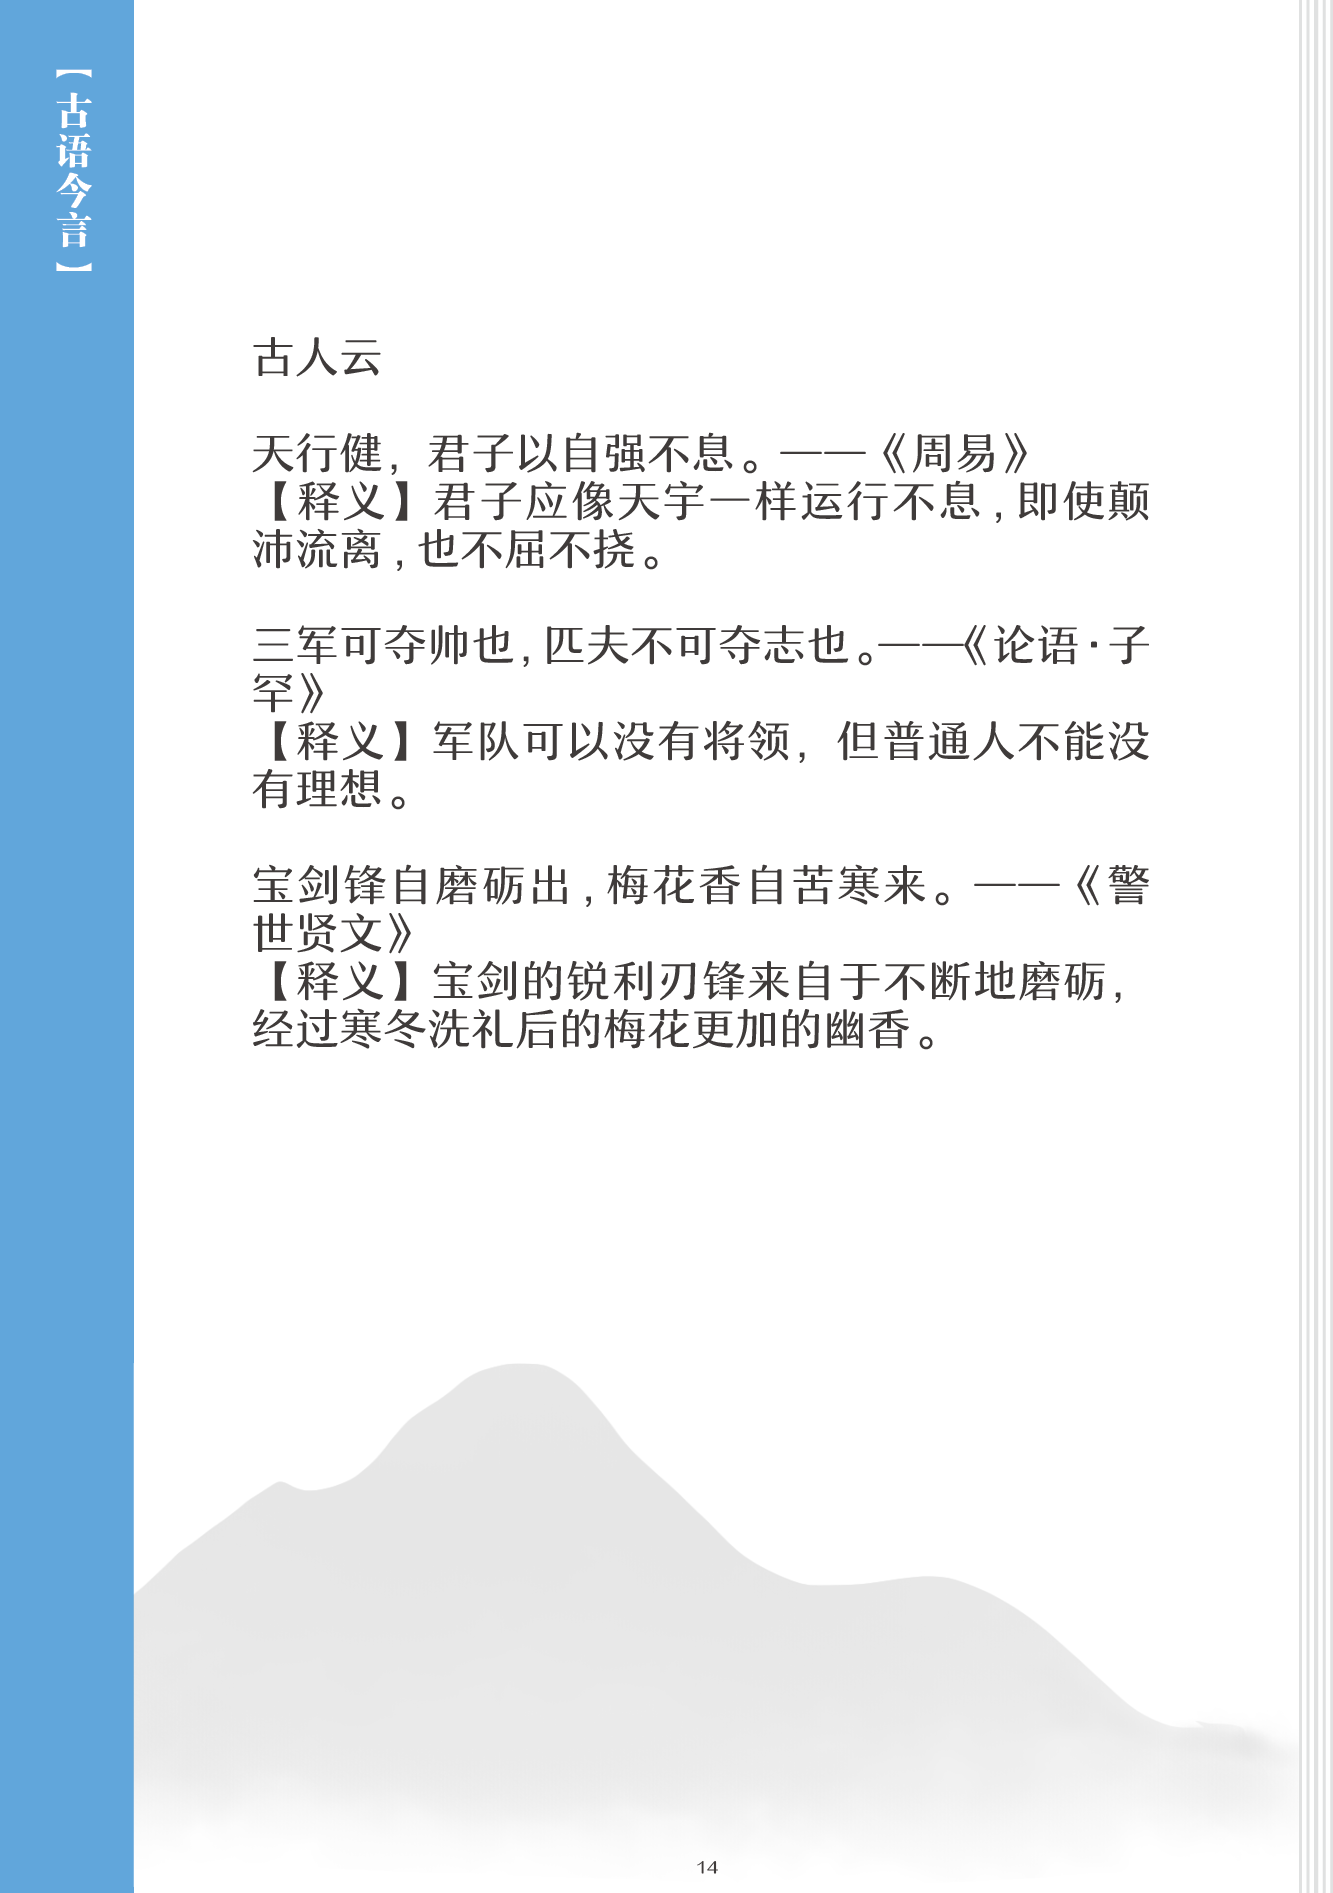 【古语今言】
古人云
天行健，君子以自强不息。——《周易》
【释义】君子应像天宇一样运行不息,即使颠
沛流离,也不屈不挠。
三军可夺帅也,匹夫不可夺志也。——《论语·子
罕》
【释义】军队可以没有将领，但普通人不能没
有理想。
宝剑锋自磨砺出,梅花香自苦寒来。——《警
世贤文》
【释义】宝剑的锐利刃锋来自于不断地磨砺，
经过寒冬洗礼后的梅花更加的幽香。
14